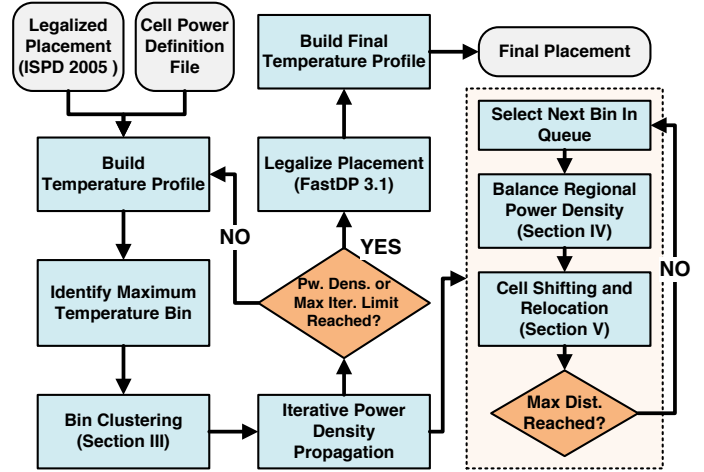 Legalized
Placement
(ISPD 2005 )
Cell Power
Definition
File
Build
Temperature Profile
Identify Maximum
Temperature Bin
Bin Clustering
(Section III)
Iterative Power
Density
Propagation
Pw. Dens. or
Max Iter. Limit
Reached?
NO
YES
Legalize Placement
(FastDP 3.1)
Build Final
Temperature Profile
Final Placement
Select Next Bin In
Queue
Balance Regional
Power Density
(Section IV)
Cell Shifting and
Relocation
(Section V)
Max Dist.
Reached?
NO